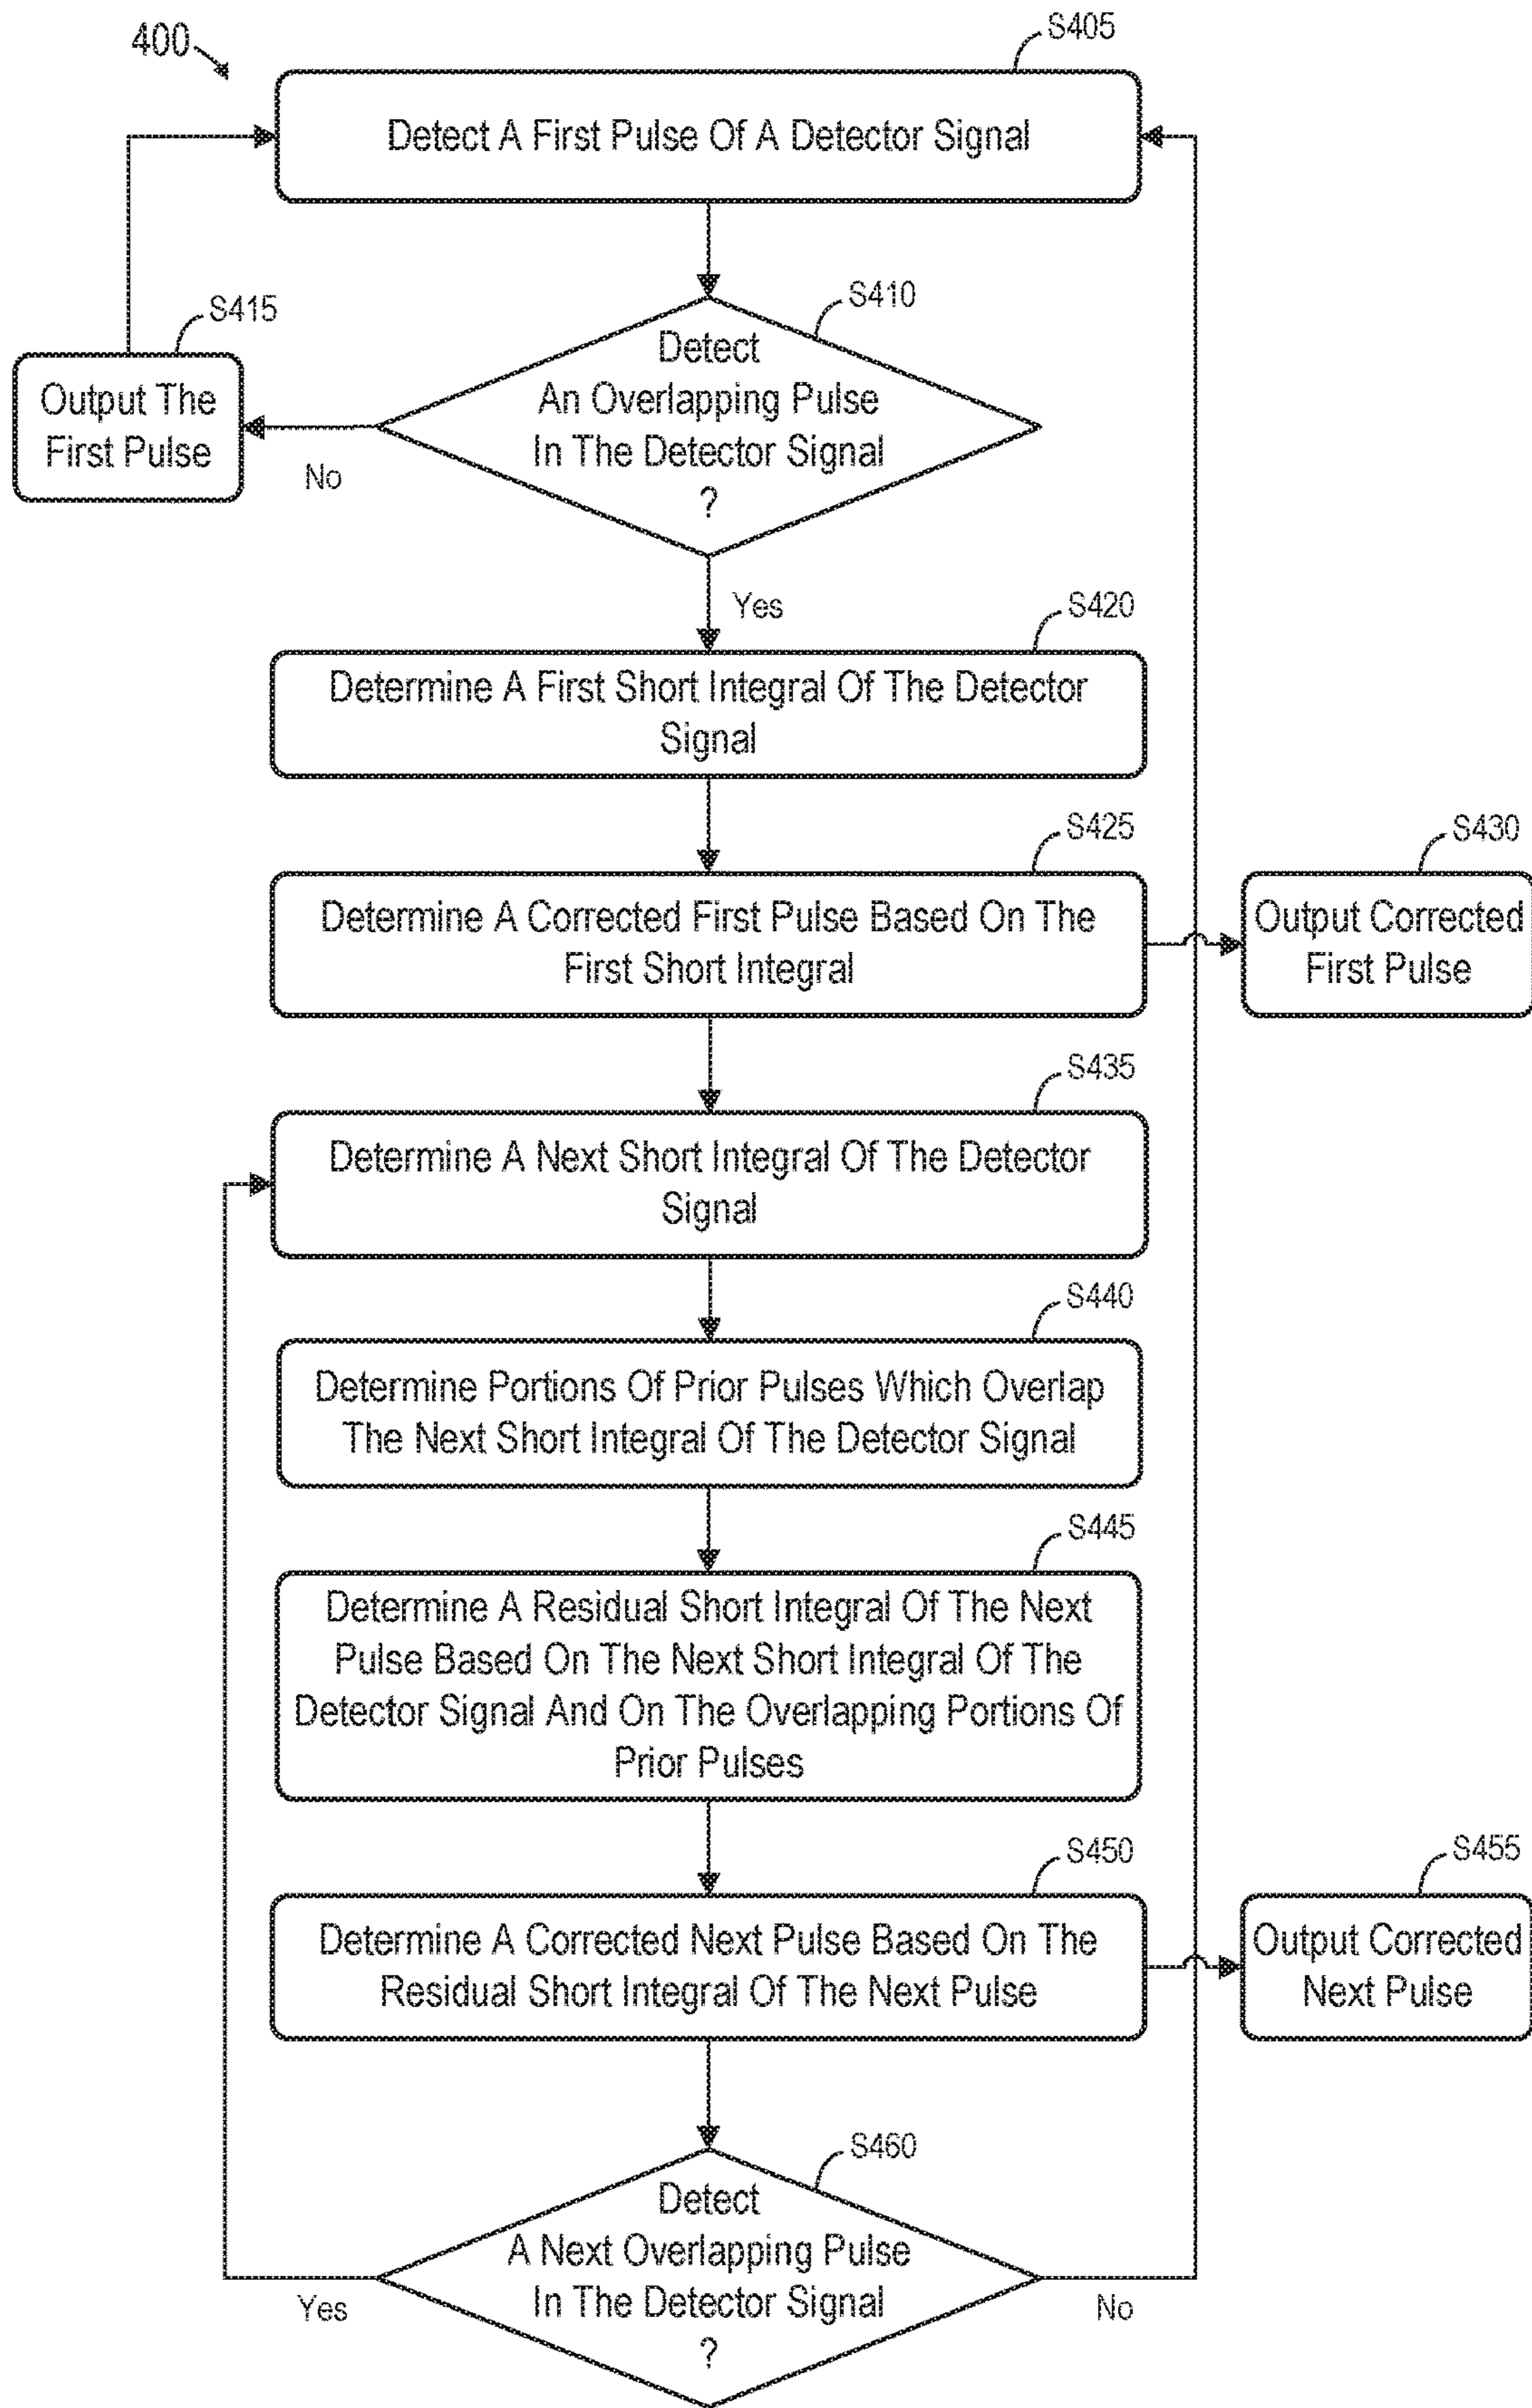 400
S405
Detect A First Pulse Of A Detector Signal
S410
Detect
An Overlapping Pulse
In The Detector Signal
?
S415
Output The
First Pulse
No
Yes
S420
Determine A First Short Integral Of The Detector
Signal
S425
Determine A Corrected First Pulse Based On The
First Short Integral
S430
Output Corrected
First Pulse
S435
Determine A Next Short Integral Of The Detector
Signal
S440
Determine Portions Of Prior Pulses Which Overlap
The Next Short Integral Of The Detector Signal
S445
Determine A Residual Short Integral Of The Next
Pulse Based On The Next Short Integral Of The
Detector Signal And On The Overlapping Portions Of
Prior Pulses
S450
Determine A Corrected Next Pulse Based On The
Residual Short Integral Of The Next Pulse
S455
Output Corrected
Next Pulse
S460
Detect
A Next Overlapping Pulse
In The Detector Signal
?
Yes
No